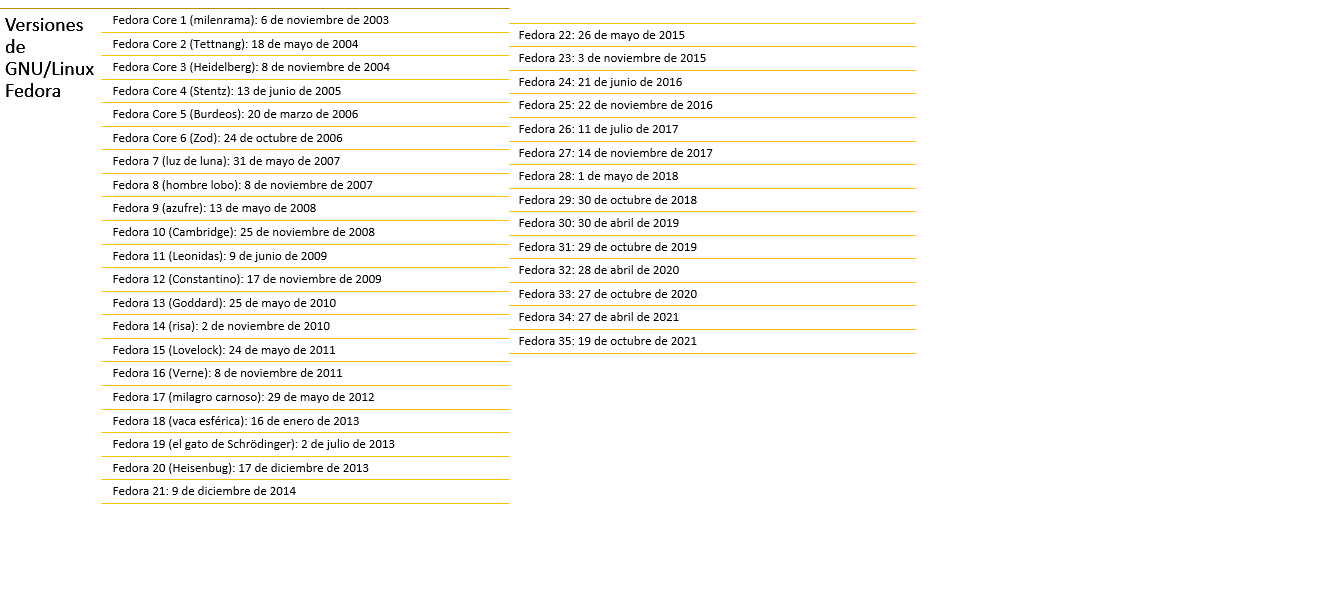 Versiones
de
GNU/Linux
Fedora
Fedora Core 1 (milenrama): 6 de noviembre de 2003
Fedora Core 2 (Tettnang): 18 de mayo de 2004
Fedora Core 3 (Heidelberg): 8 de noviembre de 2004
Fedora Core 4 (Stentz): 13 de junio de 2005
Fedora Core 5 (Burdeos): 20 de marzo de 2006
Fedora Core 6 (Zod): 24 de octubre de 2006
Fedora 7 (luz de luna): 31 de mayo de 2007
Fedora 8 (hombre lobo): 8 de noviembre de 2007
Fedora 9 (azufre): 13 de mayo de 2008
Fedora 10 (Cambridge): 25 de noviembre de 2008
Fedora 11 (Leonidas): 9 de junio de 2009
Fedora 12 (Constantino): 17 de noviembre de 2009
Fedora 13 (Goddard): 25 de mayo de 2010
Fedora 14 (risa): 2 de noviembre de 2010
Fedora 15 (Lovelock): 24 de mayo de 2011
Fedora 16 (Verne): 8 de noviembre de 2011
Fedora 17 (milagro carnoso): 29 de mayo de 2012
Fedora 18 (vaca esférica): 16 de enero de 2013
Fedora 19 (el gato de Schrödinger): 2 de julio de 2013
Fedora 20 (Heisenbug): 17 de diciembre de 2013
Fedora 21: 9 de diciembre de 2014
Fedora 22: 26 de mayo de 2015
Fedora 23: 3 de noviembre de 2015
Fedora 24: 21 de junio de 2016
Fedora 25: 22 de noviembre de 2016
Fedora 26: 11 de julio de 2017
Fedora 27: 14 de noviembre de 2017
Fedora 28: 1 de mayo de 2018
Fedora 29: 30 de octubre de 2018
Fedora 30: 30 de abril de 2019
Fedora 31: 29 de octubre de 2019
Fedora 32: 28 de abril de 2020
Fedora 33: 27 de octubre de 2020
Fedora 34: 27 de abril de 2021
Fedora 35: 19 de octubre de 2021